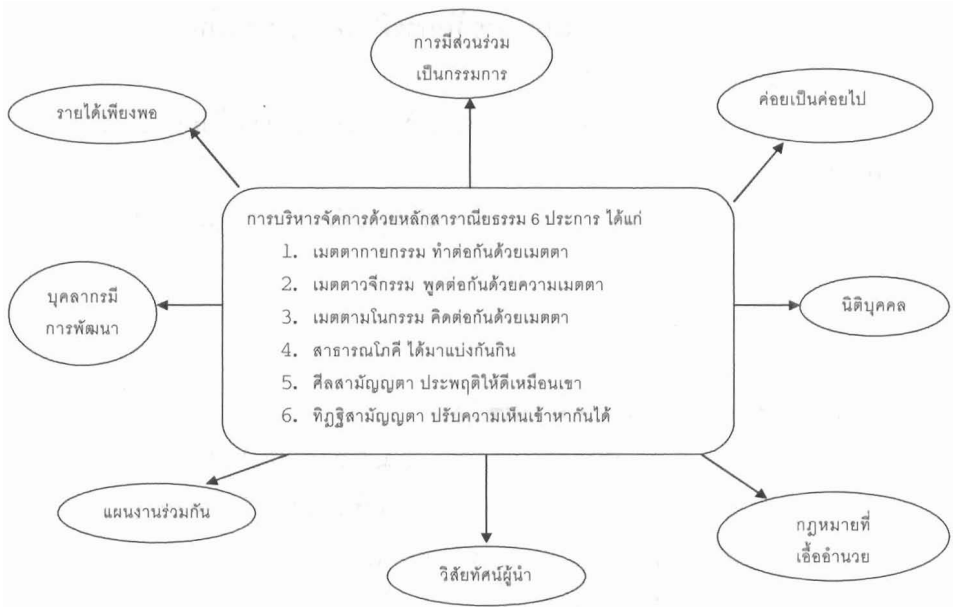 การมีส่วนร่วม
เป็นกรรมการ
รายได้เพียงพอ
ค่อยเป็นค่อยไป
การบริหารจัดการด้วยหลักสาราณียธรรม 6 ประการ ได้แก่
1. เมตตากายกรรม ทำต่อกันด้วยเมตตา
2. เมตตาวจีกรรม พูดต่อกันด้วยความเมตตา
3. เมตตามโนกรรม คิดต่อกันด้วยเมตตา
4. สาธารณโภคี ได้มาแบ่งกันกิน
5. ศีลสามัญญตา ประพฤติให้ดีเหมือนเขา
6. ทิฏฐิสามัญญตา ปรับความเห็นเข้าหากันได้
บุคลากรมี
การพัฒนา
นิติบุคคล
แผนงานร่วมกัน
วิสัยทัศน์ผู้นำ
กฎหมายที่
เอื้ออำนวย